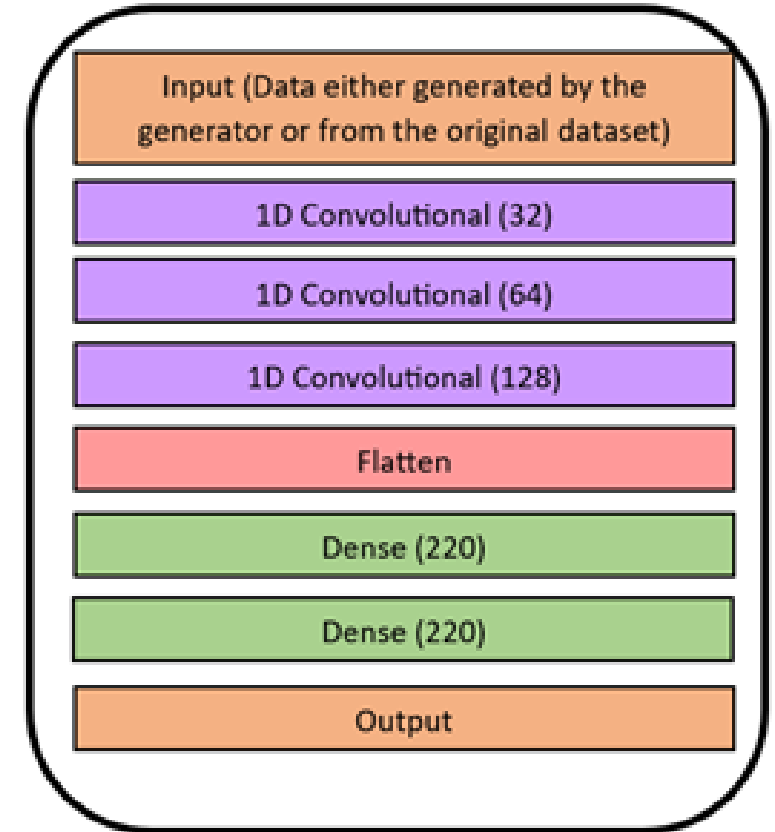 Input (Data either generated by the
generator or from the original dataset)
1D Convolutional (32)
1D Convolutional (64)
1D Convolutional (128)
Flatten
Dense (220)
Dense (220)
Output